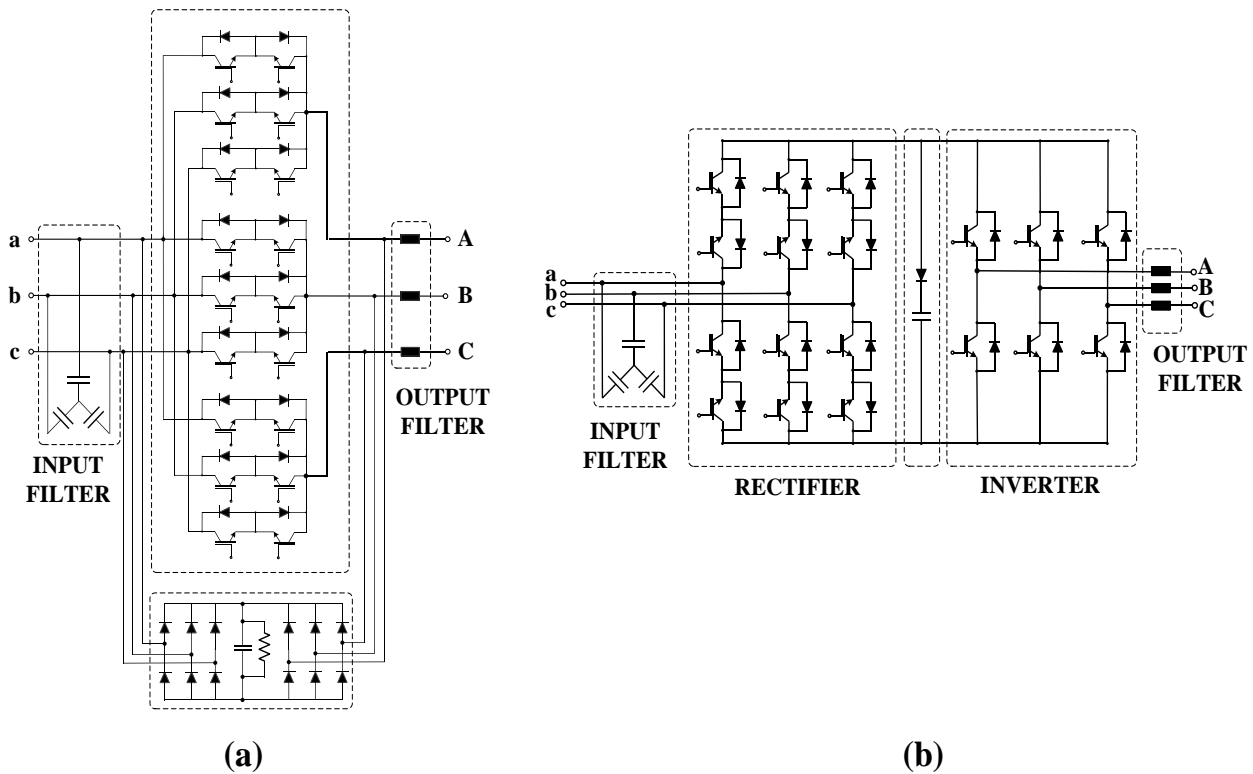 a
b
c
INPUT
FILTER
A
B
C
OUTPUT
FILTER
(a)
a
b
c
INPUT
FILTER
RECTIFIER
INVERTER
A
B
C
OUTPUT
FILTER
(b)